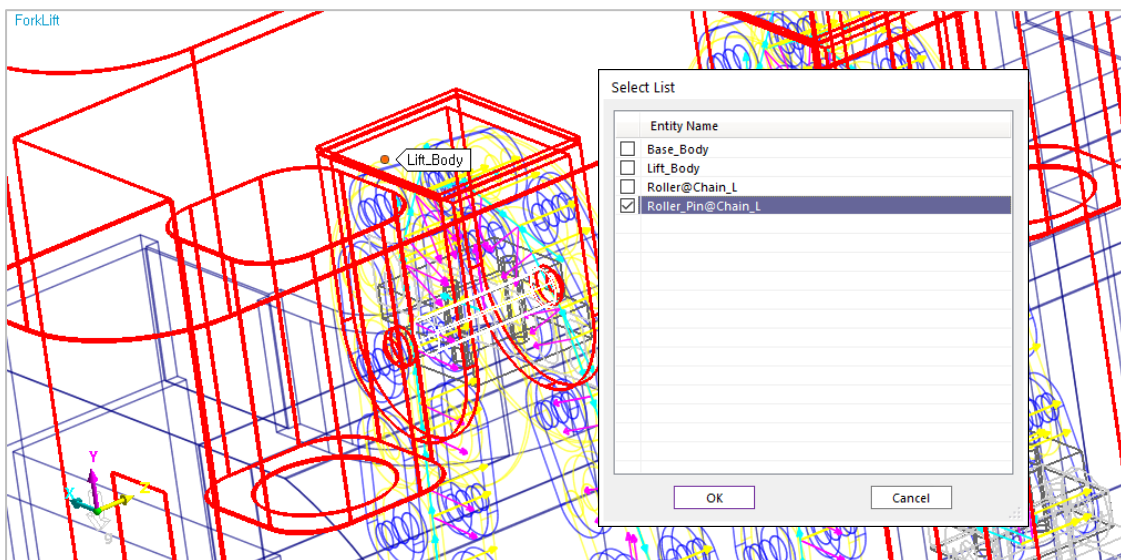 ForkLift
Select List
Entity Name
Base_Body
Lift_Body
Roller@Chain_L
Roller_Pin@Chain_L
OK
Cancel
Lift_Body
Y
X
Z
g